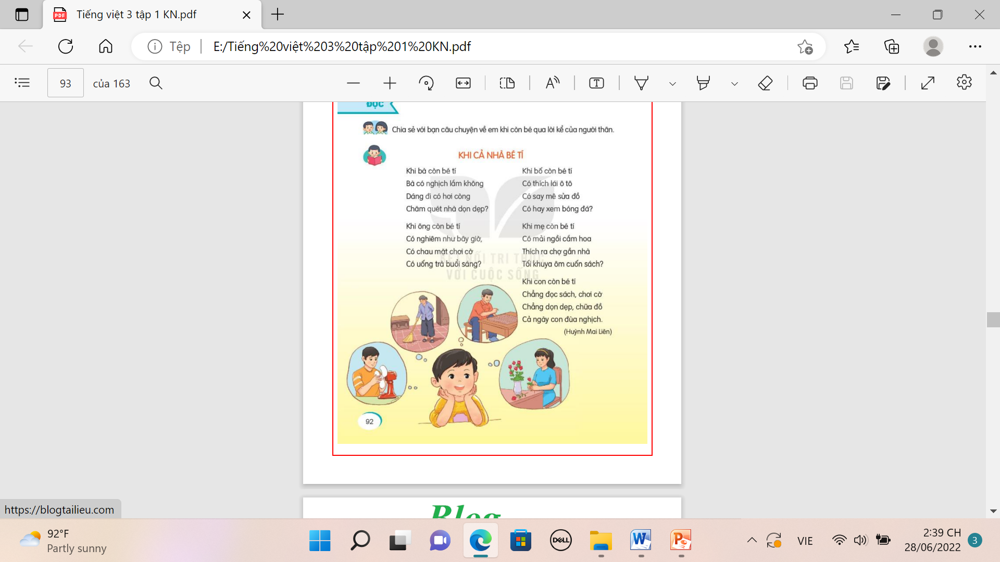 Tiếng việt 3 tập 1 KN.pdf
Tệp
E:/Tiếng%20việt%203%20tập%201%20KN.pdf
93
của 163
ĐỌC
Chia sẻ với bạn câu chuyện về em khi còn bé qua lời kể của người thân.
KHI CẢ NHÀ BÉ TÍ
Khi bà còn bé tí
Bà có nghịch lắm không
Dáng đi có hơi còng
Chăm quét nhà dọn dẹp?
Khi ông còn bé tí
Có nghiêm như bây giờ,
Có chau mặt chơi cờ
Có uống trà buổi sáng?
Khi bố còn bé tí
Có thích lái ô tô
Có say mê sửa đồ
Có hay xem bóng đá?
Khi mẹ còn bé tí
Có mải ngồi cắm hoa
Thích ra chợ gần nhà
Tối khuya ôm cuốn sách?
Khi con còn bé tí
Chẳng đọc sách, chơi cờ
Chẳng dọn dẹp, chữa đồ
Cả ngày con đùa nghịch.
(Huỳnh Mai Liên)
KẾT NỐI TRI THỨC
VỚI CUỘC SỐNG
92
Blog
https://blogtailieu.com
92°F
Partly sunny
DELL
VIE
2:39 CH
28/06/2022
3